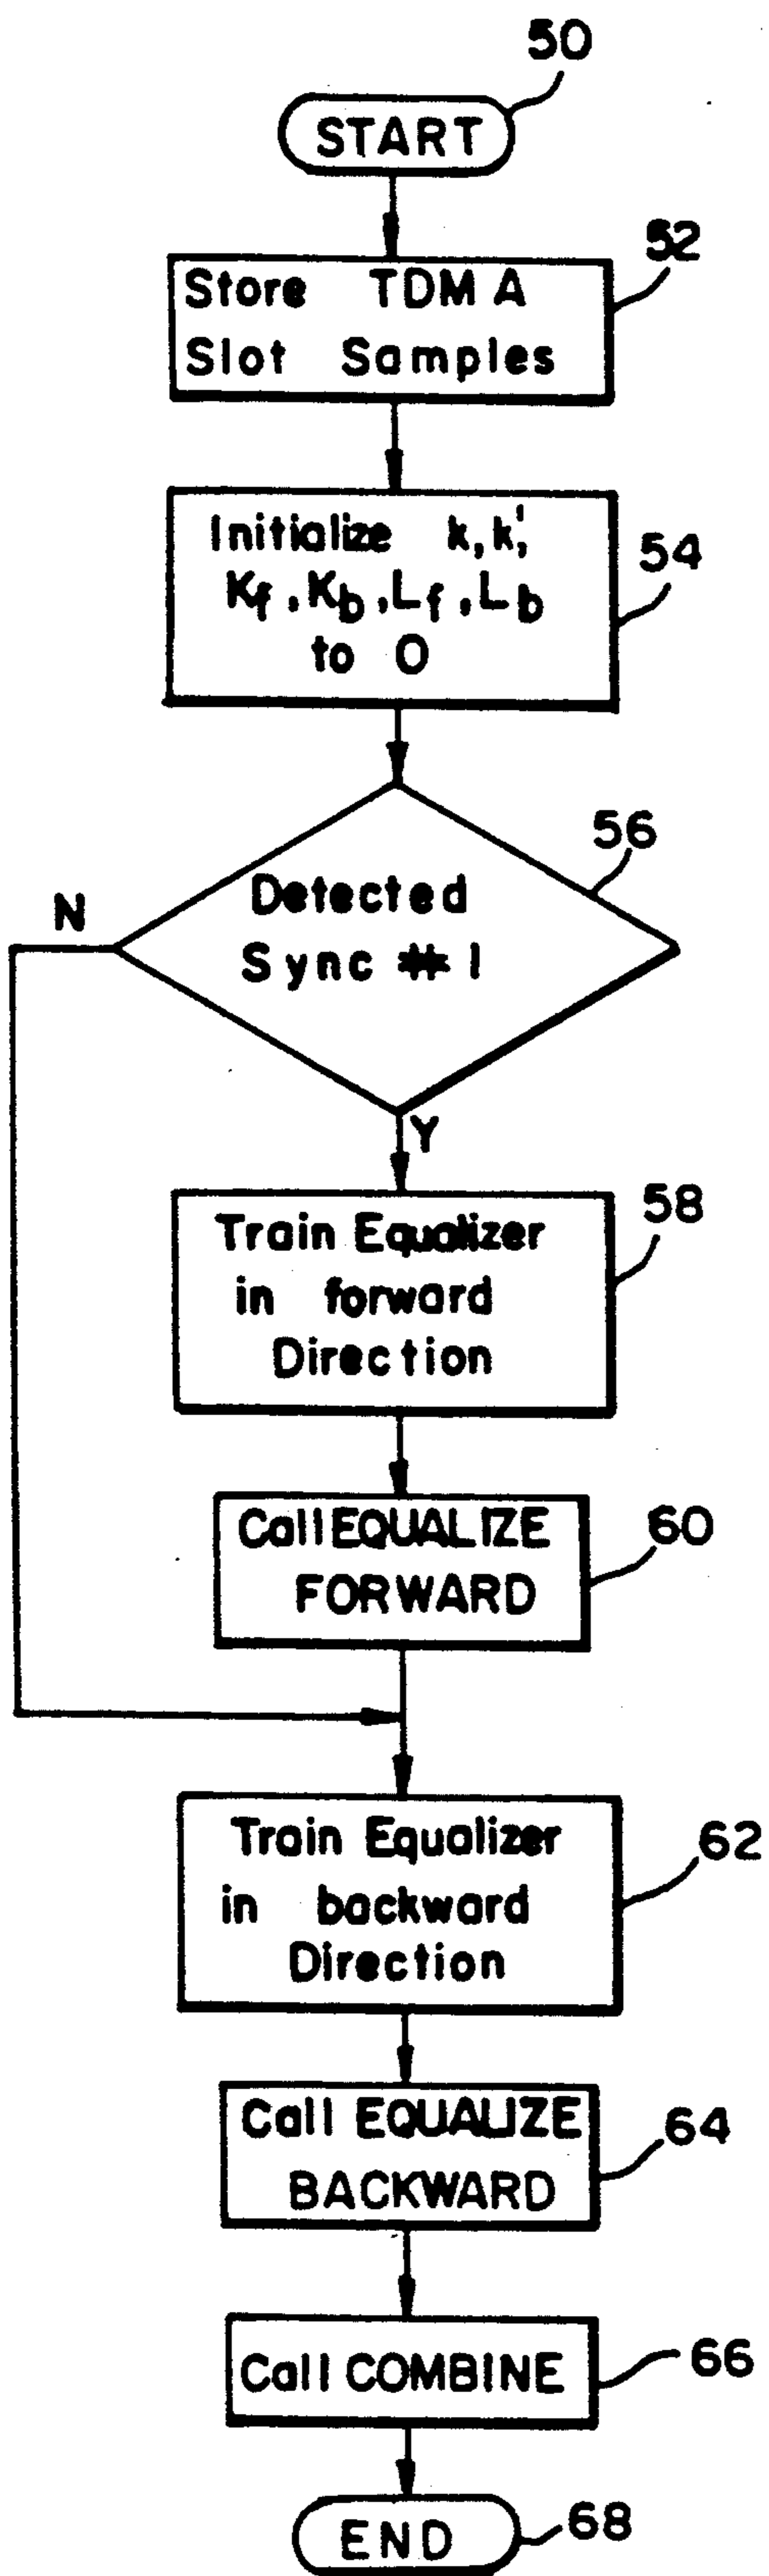 50
START
52
Store TDMA
Slot Samples
54
Initialize k, k',
Kf, Kb, Lf, Lb
to 0
56
Detected
Sync #1
N
Y
58
Train Equalizer
in forward
Direction
60
Call EQUALIZE
FORWARD
62
Train Equalizer
in backward
Direction
64
Call EQUALIZE
BACKWARD
66
Call COMBINE
END
68